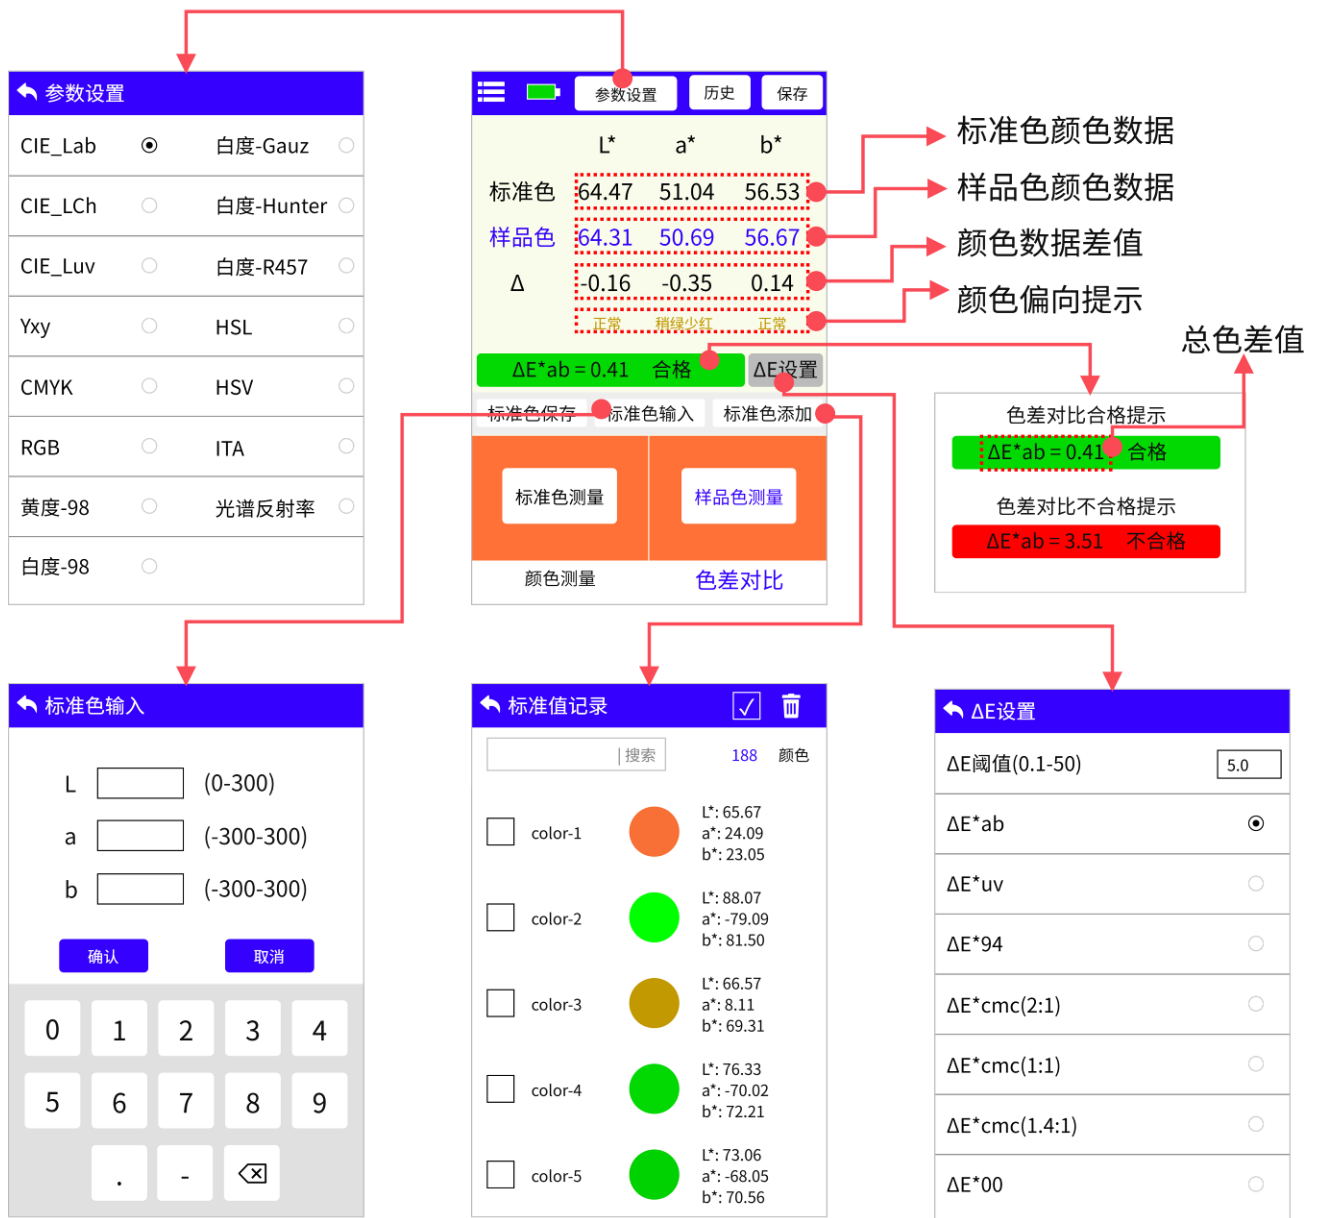 参数设置
CIE_Lab
白度-Gauz
CIE_LCh
白度-Hunter
CIE_Luv
白度-R457
Yxy
HSL
CMYK
HSV
RGB
ITA
黄度-98
光谱反射率
白度-98
参数设置
历史
保存
L* a* b*
标准色 64.47 51.04 56.53
样品色 64.31 50.69 56.67
Δ -0.16 -0.35 0.14
正常 稍绿少红 正常
ΔE*ab = 0.41 合格
ΔE设置
标准色保存
标准色输入
标准色添加
标准色测量
样品色测量
颜色测量
色差对比
标准色颜色数据
样品色颜色数据
颜色数据差值
颜色偏向提示
总色差值
色差对比合格提示
ΔE*ab = 0.41 合格
色差对比不合格提示
ΔE*ab = 3.51 不合格
标准色输入
L (0-300)
a (-300-300)
b (-300-300)
确认
取消
0 1 2 3 4
5 6 7 8 9
. -
标准值记录
搜索
188 颜色
color-1
L*: 65.67
a*: 24.09
b*: 23.05
color-2
L*: 88.07
a*: -79.09
b*: 81.50
color-3
L*: 66.57
a*: 8.11
b*: 69.31
color-4
L*: 76.33
a*: -70.02
b*: 72.21
color-5
L*: 73.06
a*: -68.05
b*: 70.56
ΔE设置
ΔE阈值(0.1-50) 5.0
ΔE*ab
ΔE*uv
ΔE*94
ΔE*cmc(2:1)
ΔE*cmc(1:1)
ΔE*cmc(1.4:1)
ΔE*00